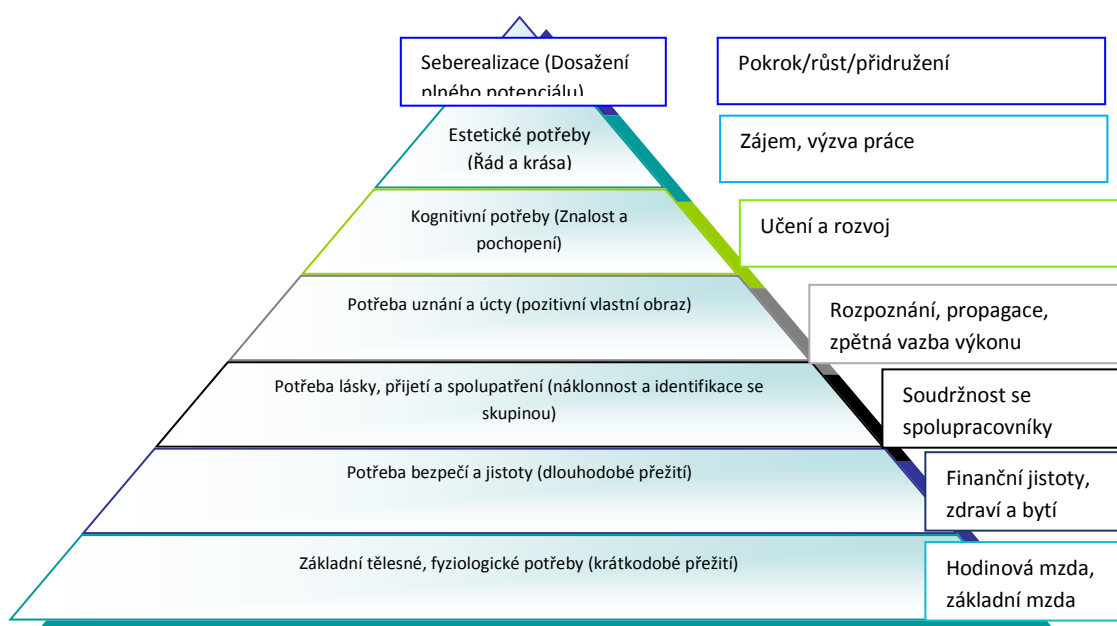 Seberealizace (Dosažení
plného potenciálu)
Pokrok/růst/přidružení
Estetické potřeby
(Řád a krása)
Zájem, výzva práce
Kognitivní potřeby (Znalost a
pochopení)
Učení a rozvoj
Potřeba uznání a úcty (pozitivní vlastní obraz)
Rozpoznání, propagace,
zpětná vazba výkonu
Potřeba lásky, přijetí a spolupatření (náklonnost a identifikace se
skupinou)
Soudržnost se
spolupracovníky
Potřeba bezpečí a jistoty (dlouhodobé přežití)
Finanční jistoty,
zdraví a bytí
Základní tělesné, fyziologické potřeby (krátkodobé přežití)
Hodinová mzda,
základní mzda